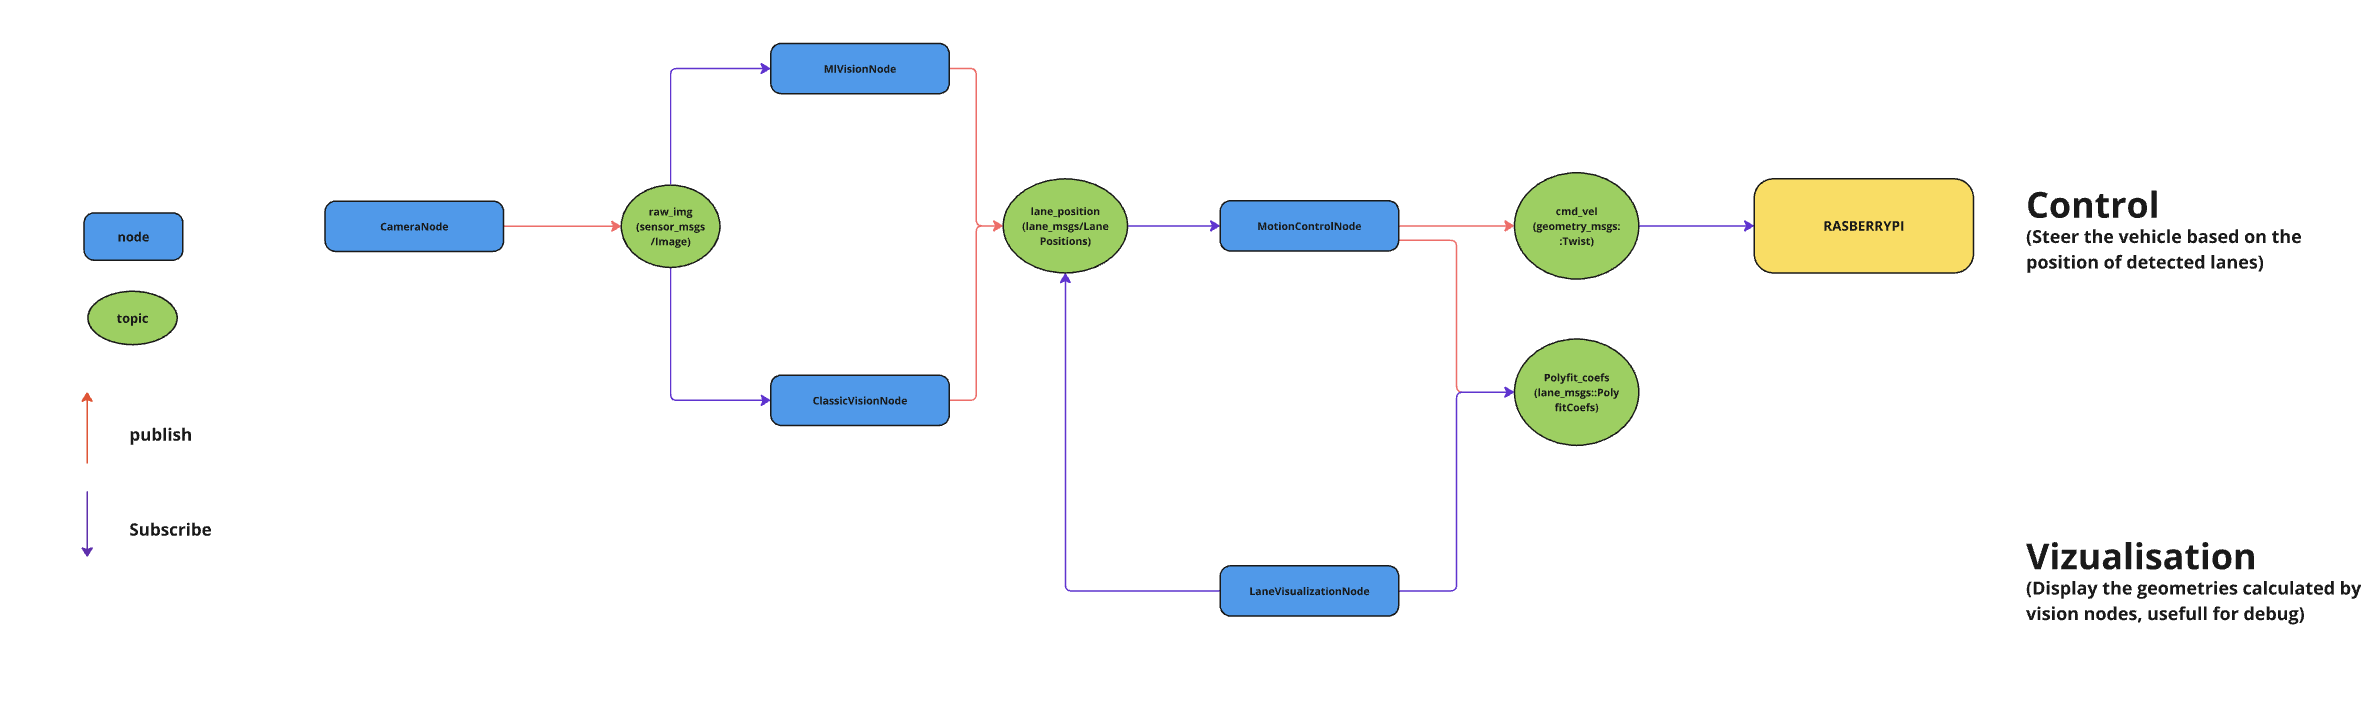 node
topic
publish
Subscribe
CameraNode
raw_img
(sensor_msgs
/Image)
MlVisionNode
ClassicVisionNode
lane_position
(lane_msgs/Lane
Positions)
MotionControlNode
LaneVisualizationNode
cmd_vel
(geometry_msgs:
:Twist)
Polyfit_coefs
(lane_msgs::Poly
fitCoefs)
RASBERRYPI
Control
(Steer the vehicle based on the
position of detected lanes)
Vizualisation
(Display the geometries calculated by
vision nodes, usefull for debug)